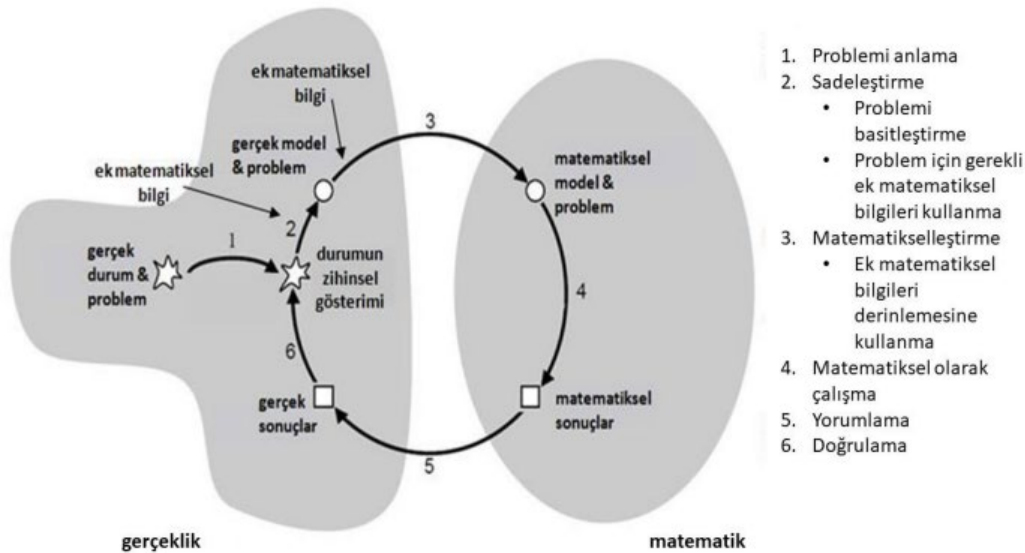 ek matematiksel
bilgi
3
gerçek model
& problem
ek matematiksel
bilgi
matematiksel
model &
problem
2
1
gerçek
durum &
problem
durumun
zihinsel
gösterimi
4
6
gerçek
sonuçlar
matematiksel
sonuçlar
5
gerçeklik
matematik
1. Problemi anlama
2. Sadeleştirme
• Problemi
basitleştirme
• Problem için gerekli
ek matematiksel
bilgileri kullanma
3. Matematikselleştirme
• Ek matematiksel
bilgileri
derinlemesine
kullanma
4. Matematiksel olarak
çalışma
5. Yorumlama
6. Doğrulama